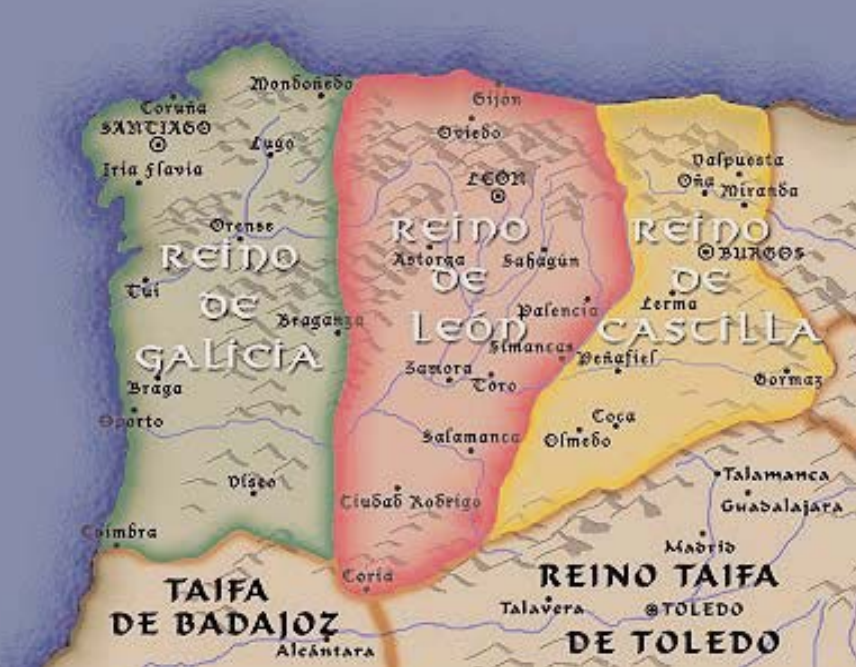 Mondoñedo
Coruña
SANTIAGO
Lugo
Iria Flavia
Orense
REINO
DE
GALICIA
Tui
Braganza
Braga
Oporto
Viseo
Coimbra
Gijón
Oviedo
LEÓN
REINO
DE
LEÓN
Astorga
Sahagún
Palencia
Simancas
Zamora
Toro
Salamanca
Ciudad Rodrigo
Coria
Valpuesta
Oña
Miranda
REINO
DE
CASTILLA
BURGOS
Lerma
Peñafiel
Gormaz
Coca
Olmedo
Talamanca
Guadalajara
Madrid
REINO TAIFA
DE TOLEDO
Talavera
TOLEDO
TAIFA
DE BADAJOZ
Alcántara